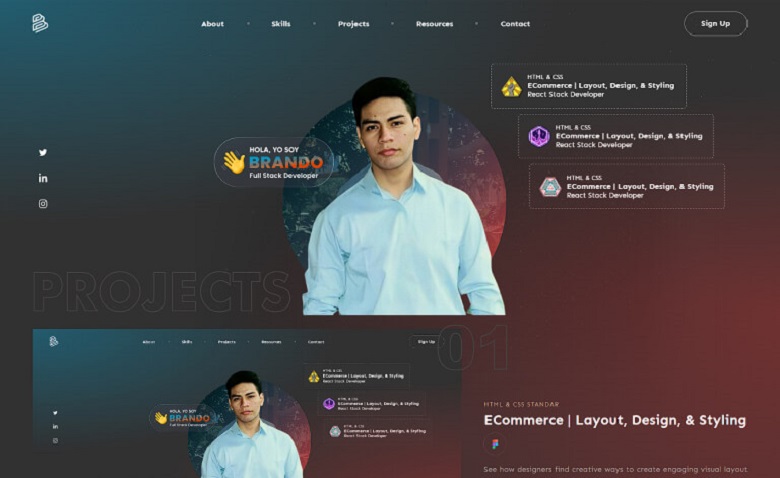 About
Skills
Projects
Resources
Contact
Sign Up
HTML & CSS
ECommerce | Layout, Design, & Styling
React Stack Developer
HTML & CSS
ECommerce | Layout, Design, & Styling
React Stack Developer
HTML & CSS
ECommerce | Layout, Design, & Styling
React Stack Developer
HOLA, YO SOY
BRANDO
Full Stack Developer
PROJECTS
01
About
Skills
Projects
Resources
Contact
Sign Up
HTML & CSS
ECommerce | Layout, Design, & Styling
React Stack Developer
HTML & CSS
ECommerce | Layout, Design, & Styling
React Stack Developer
HTML & CSS
ECommerce | Layout, Design, & Styling
React Stack Developer
HOLA, YO SOY
BRANDO
Full Stack Developer
HTML & CSS STANDAR
ECommerce | Layout, Design, & Styling
See how designers find creative ways to create engaging visual layout